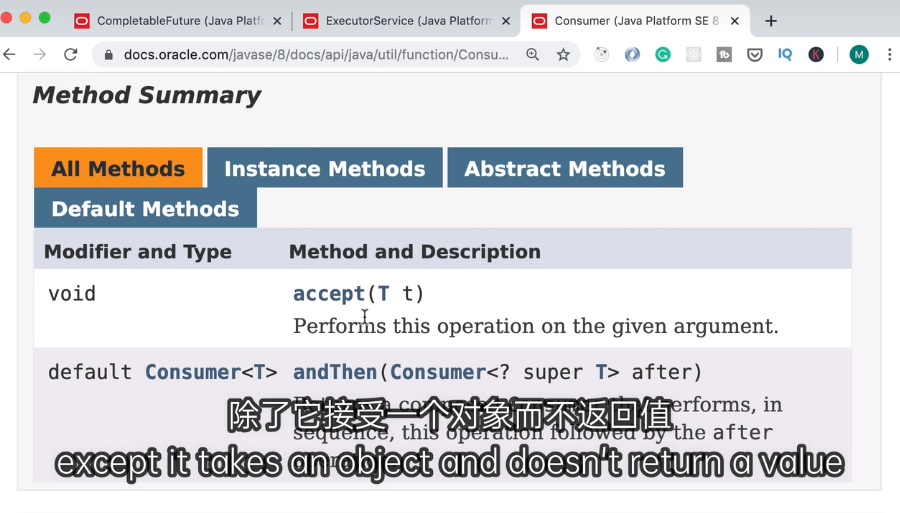 CompletableFuture (Java Platf
ExecutorService (Java Platform
Consumer (Java Platform SE 8
docs.oracle.com/javase/8/docs/api/java/util/function/Consu...
tb
IQ
K
M
Method Summary
All Methods
Instance Methods
Abstract Methods
Default Methods
Modifier and Type
Method and Description
void
accept(T t)
Performs this operation on the given argument.
default Consumer<T>
andThen(Consumer<? super T> after)
performs, in
sequence, this operation followed by the after
除了它接受一个对象而不返回值
except it takes an object and doesn't return a value